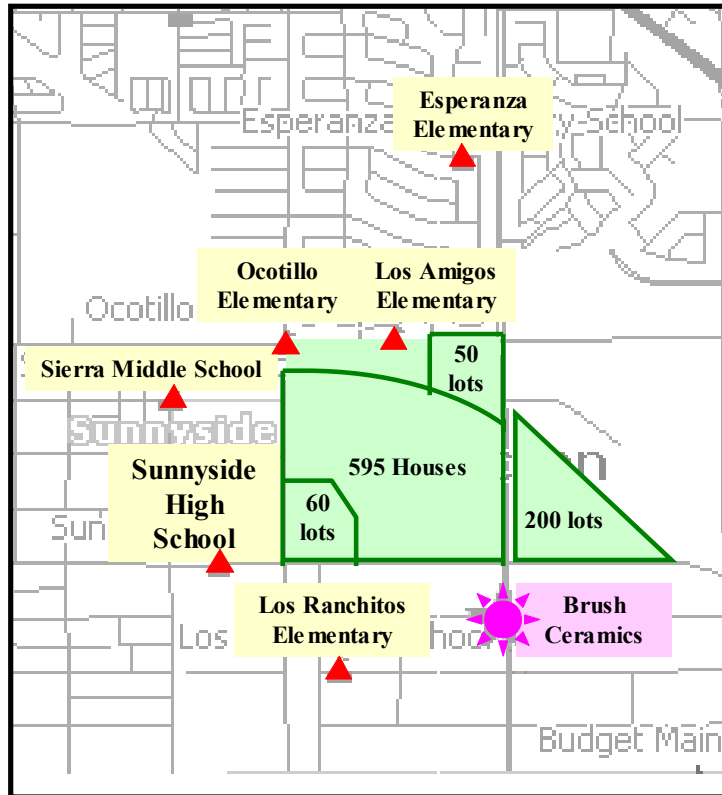 Esperanza
Elementary
Esperanza
y-School
Ocotillo
Elementary
Los Amigos
Elementary
Ocotillo
50
lots
Sierra Middle School
Sunnyside
595 Houses
Sunnyside
High
School
60
lots
200 lots
Los Ranchitos
Elementary
Brush
Ceramics
Los
Budget Main